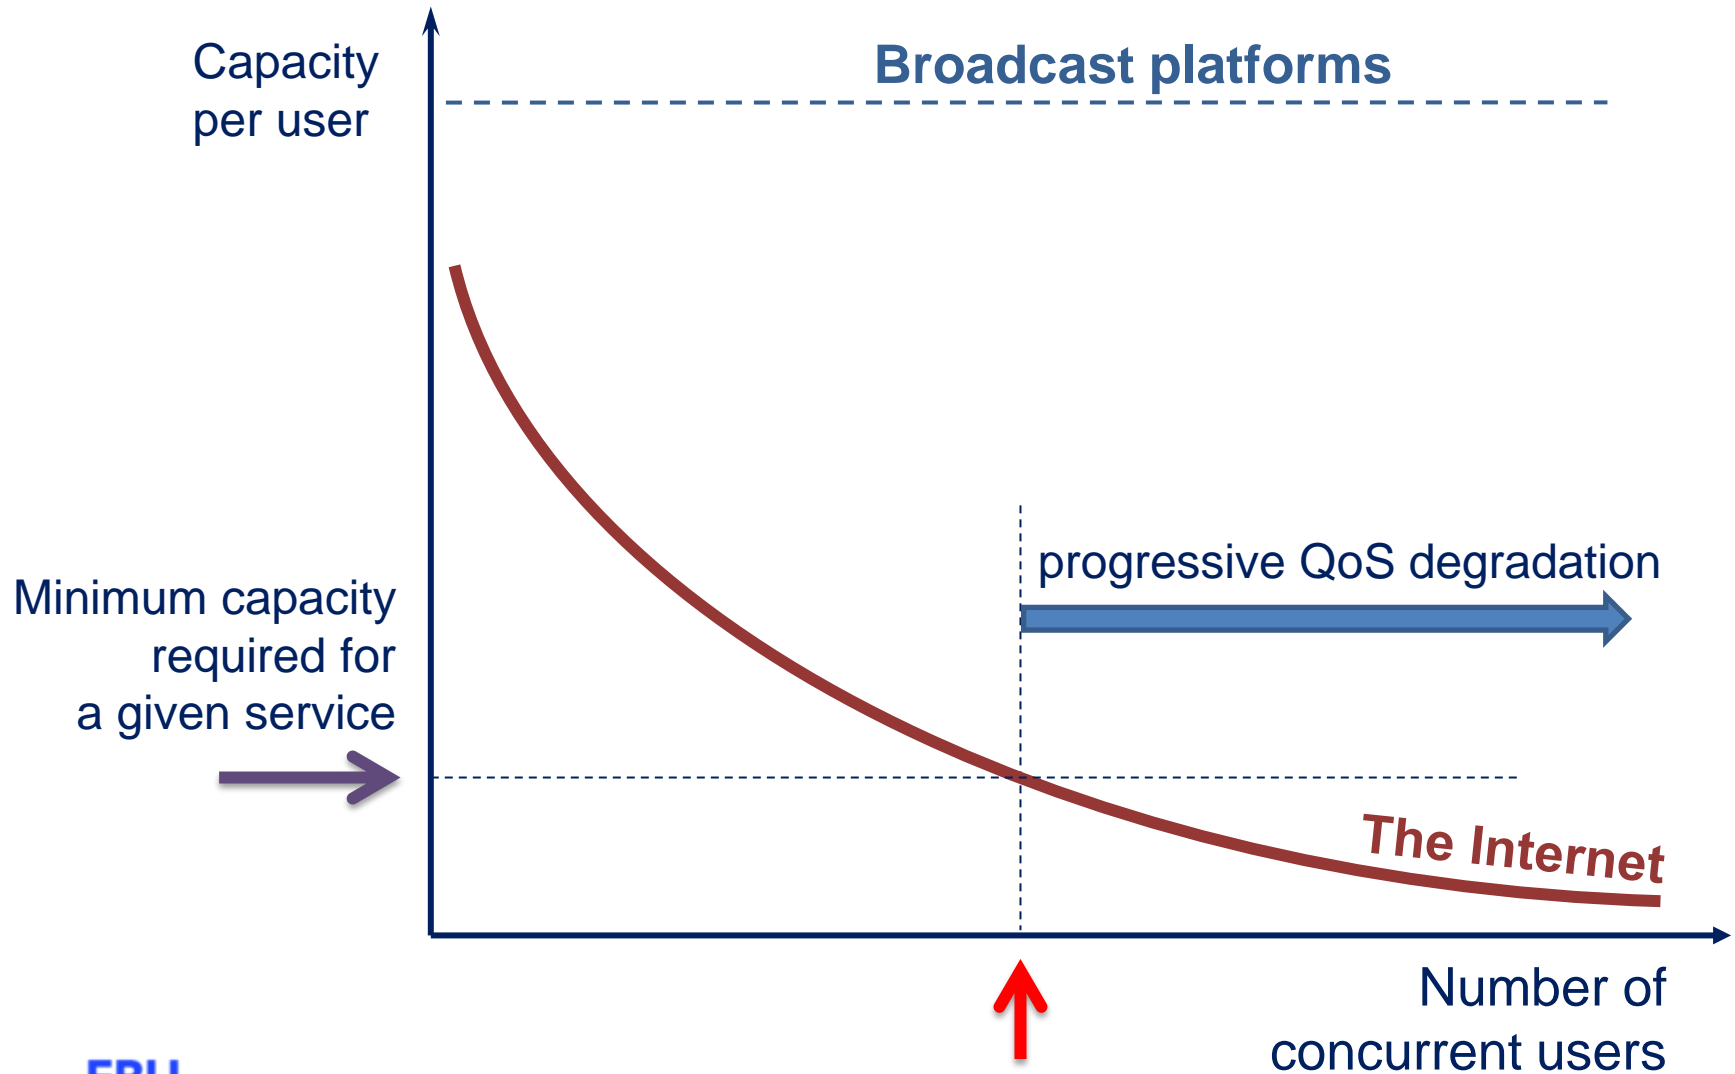 Capacity
per user
Broadcast platforms
progressive QoS degradation
Minimum capacity
required for
a given service
The Internet
Number of
concurrent users